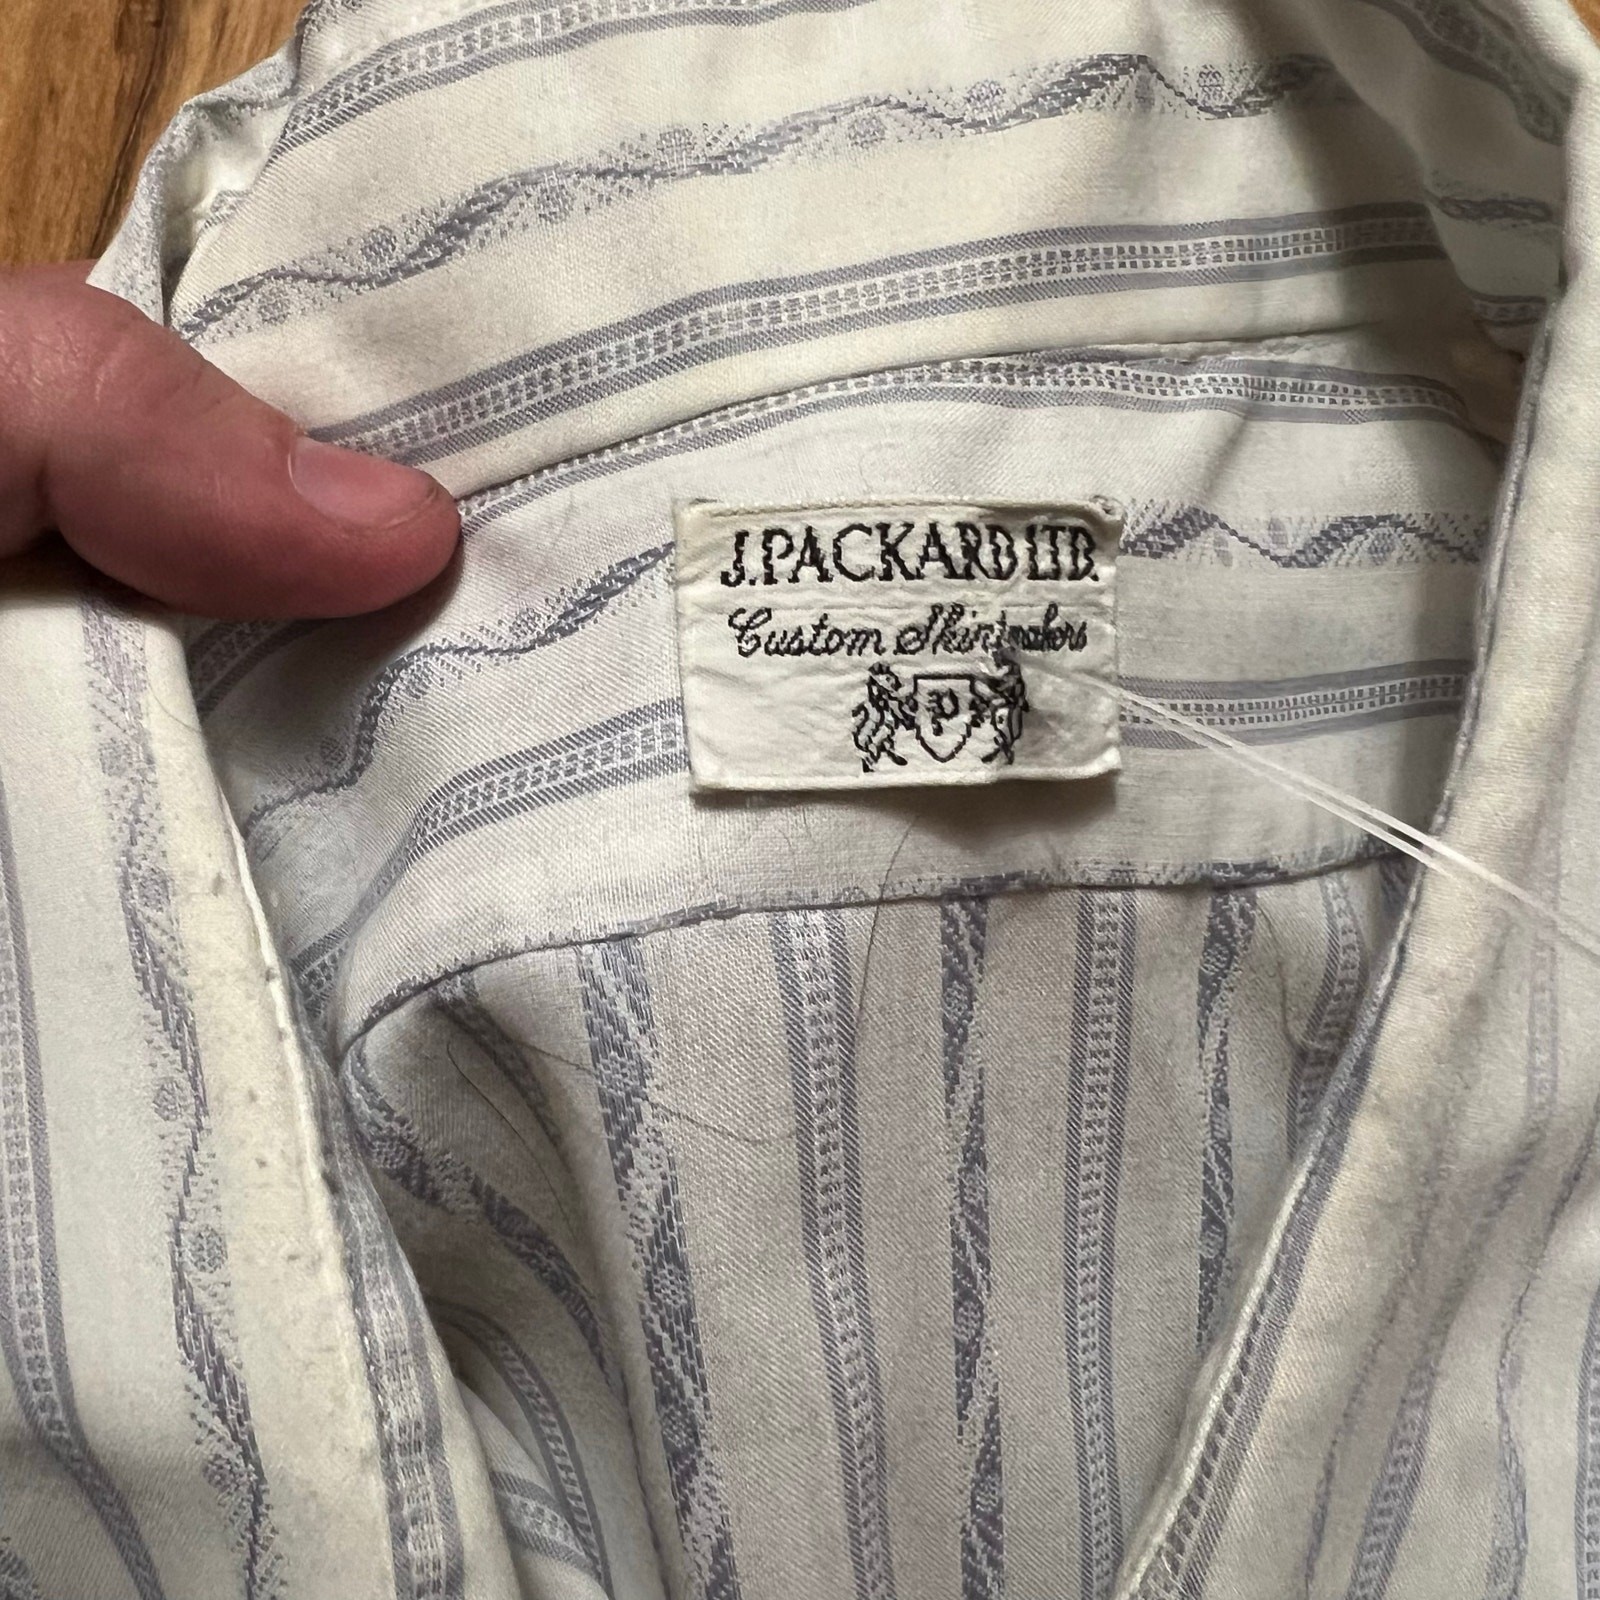 J.PACKARD LTD.
Custom Shirtmakers
P